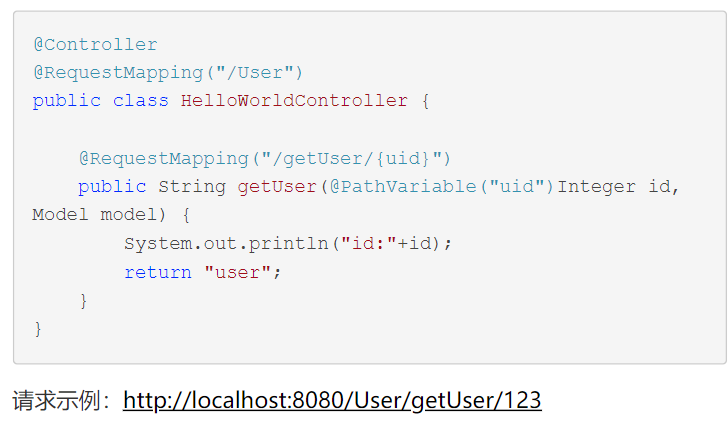 @Controller
@RequestMapping("/User")
public class HelloWorldController {
    @RequestMapping("/getUser/{uid}")
    public String getUser(@PathVariable("uid")Integer id,
Model model) {
        System.out.println("id:"+id);
        return "user";
    }
}
请求示例：http://localhost:8080/User/getUser/123